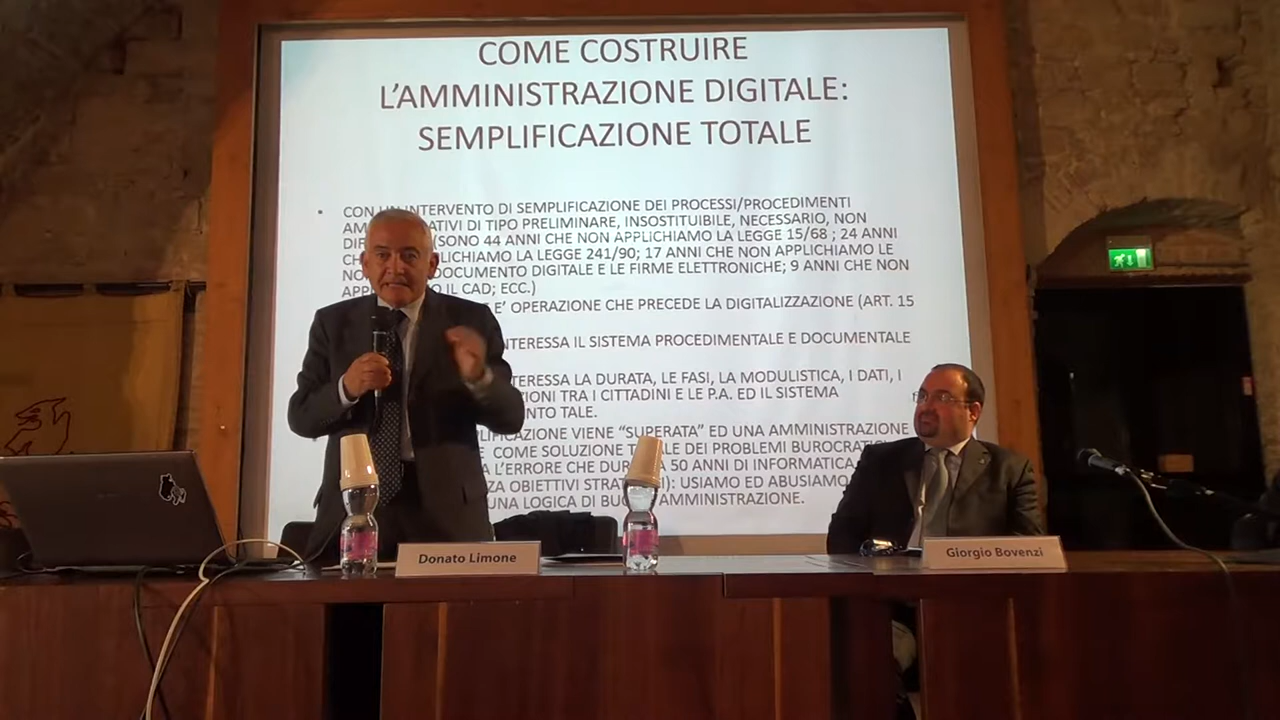 COME COSTRUIRE
L'AMMINISTRAZIONE DIGITALE:
SEMPLIFICAZIONE TOTALE
CON UN INTERVENTO DI SEMPLIFICAZIONE DEI PROCESSI/PROCEDIMENTI
DI TIPO PRELIMINARE, INSOSTITUIBILE, NECESSARIO, NON
(SONO 44 ANNI CHE NON APPLICHIAMO LA LEGGE 15/68 ; 24 ANNI
LA LEGGE 241/90; 17 ANNI CHE NON APPLICHIAMO LE
DOCUMENTO DIGITALE E LE FIRME ELETTRONICHE; 9 ANNI CHE NON
IL CAD; ECC.)
E' OPERAZIONE CHE PRECEDE LA DIGITALIZZAZIONE (ART. 15
IL SISTEMA PROCEDIMENTALE E DOCUMENTALE
LA DURATA, LE FASI, LA MODULISTICA, I DATI, I
TRA I CITTADINI E LE P.A. ED IL SISTEMA
TALE.
VIENE "SUPERATA" ED UNA AMMINISTRAZIONE
COME SOLUZIONE DEI PROBLEMI
L'ERRORE CHE DURA 50 ANNI DI INFORMATICA
OBIETTIVI USIAMO ED ABUSIAMO
UNA LOGICA DI AMMINISTRAZIONE.
Donato Limone
Giorgio Bovenzi